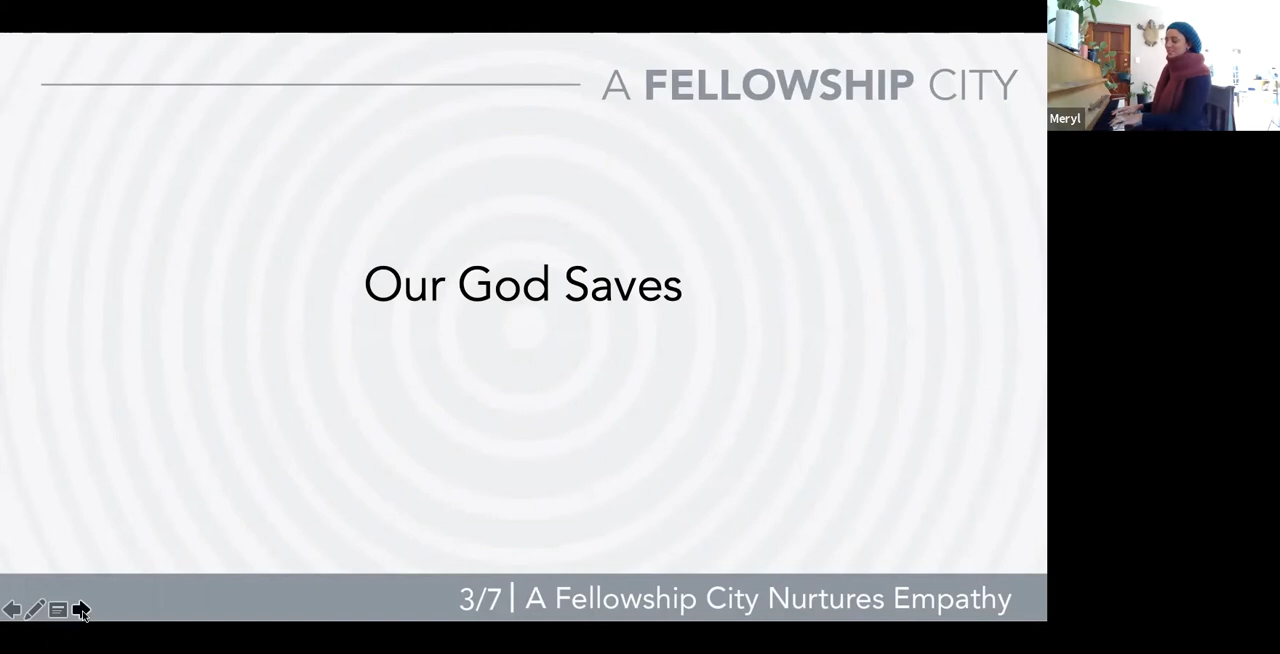 A FELLOWSHIP CITY
Meryl
Our God Saves
3/7 | A Fellowship City Nurtures Empathy